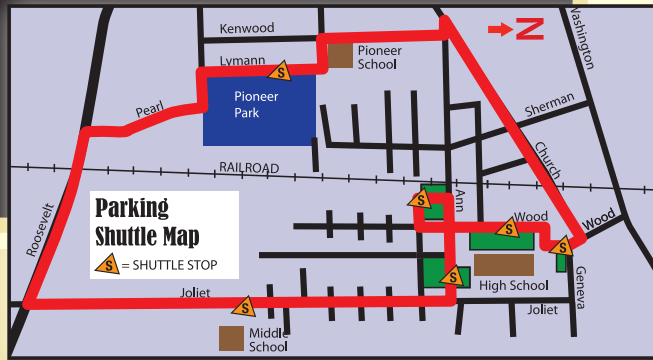 Kenwood
Lymann
S
Pioneer
School
N
Washington
Pearl
Pioneer
Park
Sherman
Church
RAILROAD
Roosevelt
Parking
Shuttle Map
S = SHUTTLE STOP
S
Ann
S
Wood
Wood
S
Geneva
S
High School
Joliet
S
Joliet
Middle
School